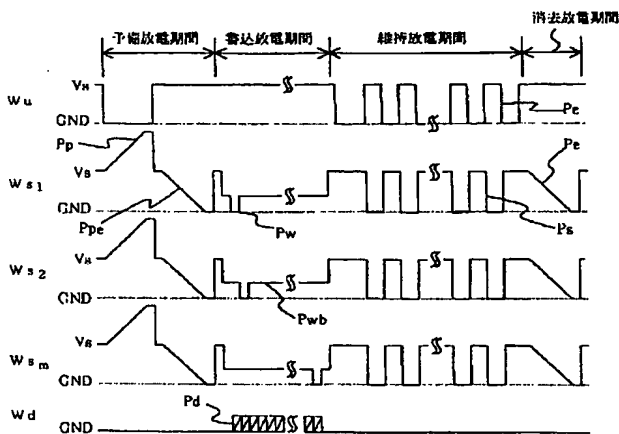 予備放電期間 書込放電期間 維持放電期間 消去放電期間
Wu
Vs
GND
Pe
Pp
Pe
Ws1
Vs
GND
Ppe
Pw
Ps
Ws2
Vs
GND
Pwb
Wsm
Vs
GND
Pd
Wd
GND